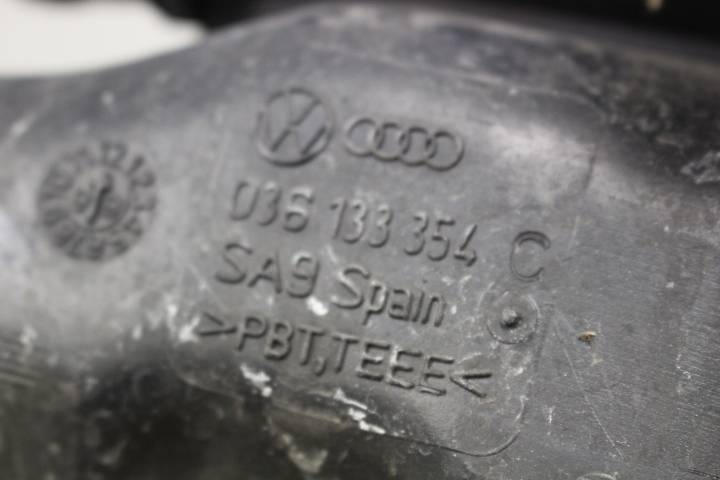 036 133 354 C
SA9 Spain
>PBT,TEEE<